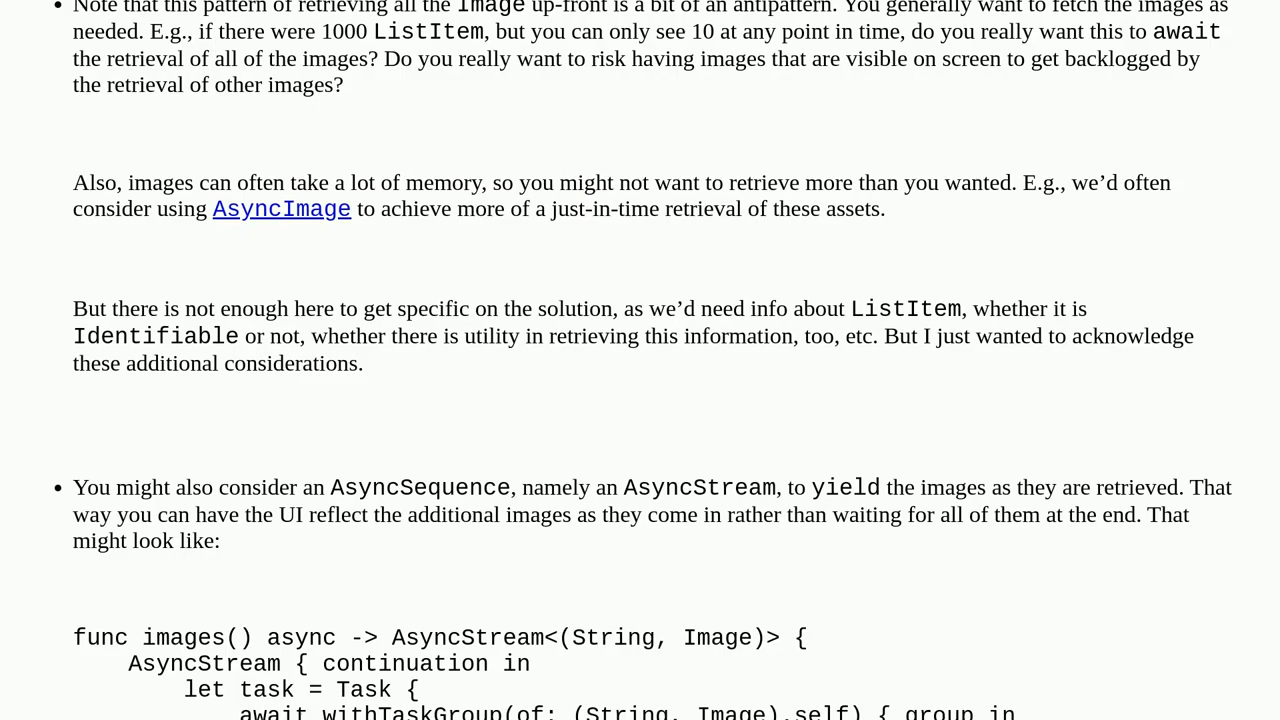 Note that this pattern of retrieving all the Image up-front is a bit of an antipattern. You generally want to fetch the images as
needed. E.g., if there were 1000 ListItem, but you can only see 10 at any point in time, do you really want this to await
the retrieval of all of the images? Do you really want to risk having images that are visible on screen to get backlogged by
the retrieval of other images?
Also, images can often take a lot of memory, so you might not want to retrieve more than you wanted. E.g., we’d often
consider using AsyncImage to achieve more of a just-in-time retrieval of these assets.
But there is not enough here to get specific on the solution, as we’d need info about ListItem, whether it is
Identifiable or not, whether there is utility in retrieving this information, too, etc. But I just wanted to acknowledge
these additional considerations.
You might also consider an AsyncSequence, namely an AsyncStream, to yield the images as they are retrieved. That
way you can have the UI reflect the additional images as they come in rather than waiting for all of them at the end. That
might look like:
func images() async -> AsyncStream<(String, Image)> {
    AsyncStream { continuation in
        let task = Task {
            await withTaskGroup(of: (String, Image).self) { group in